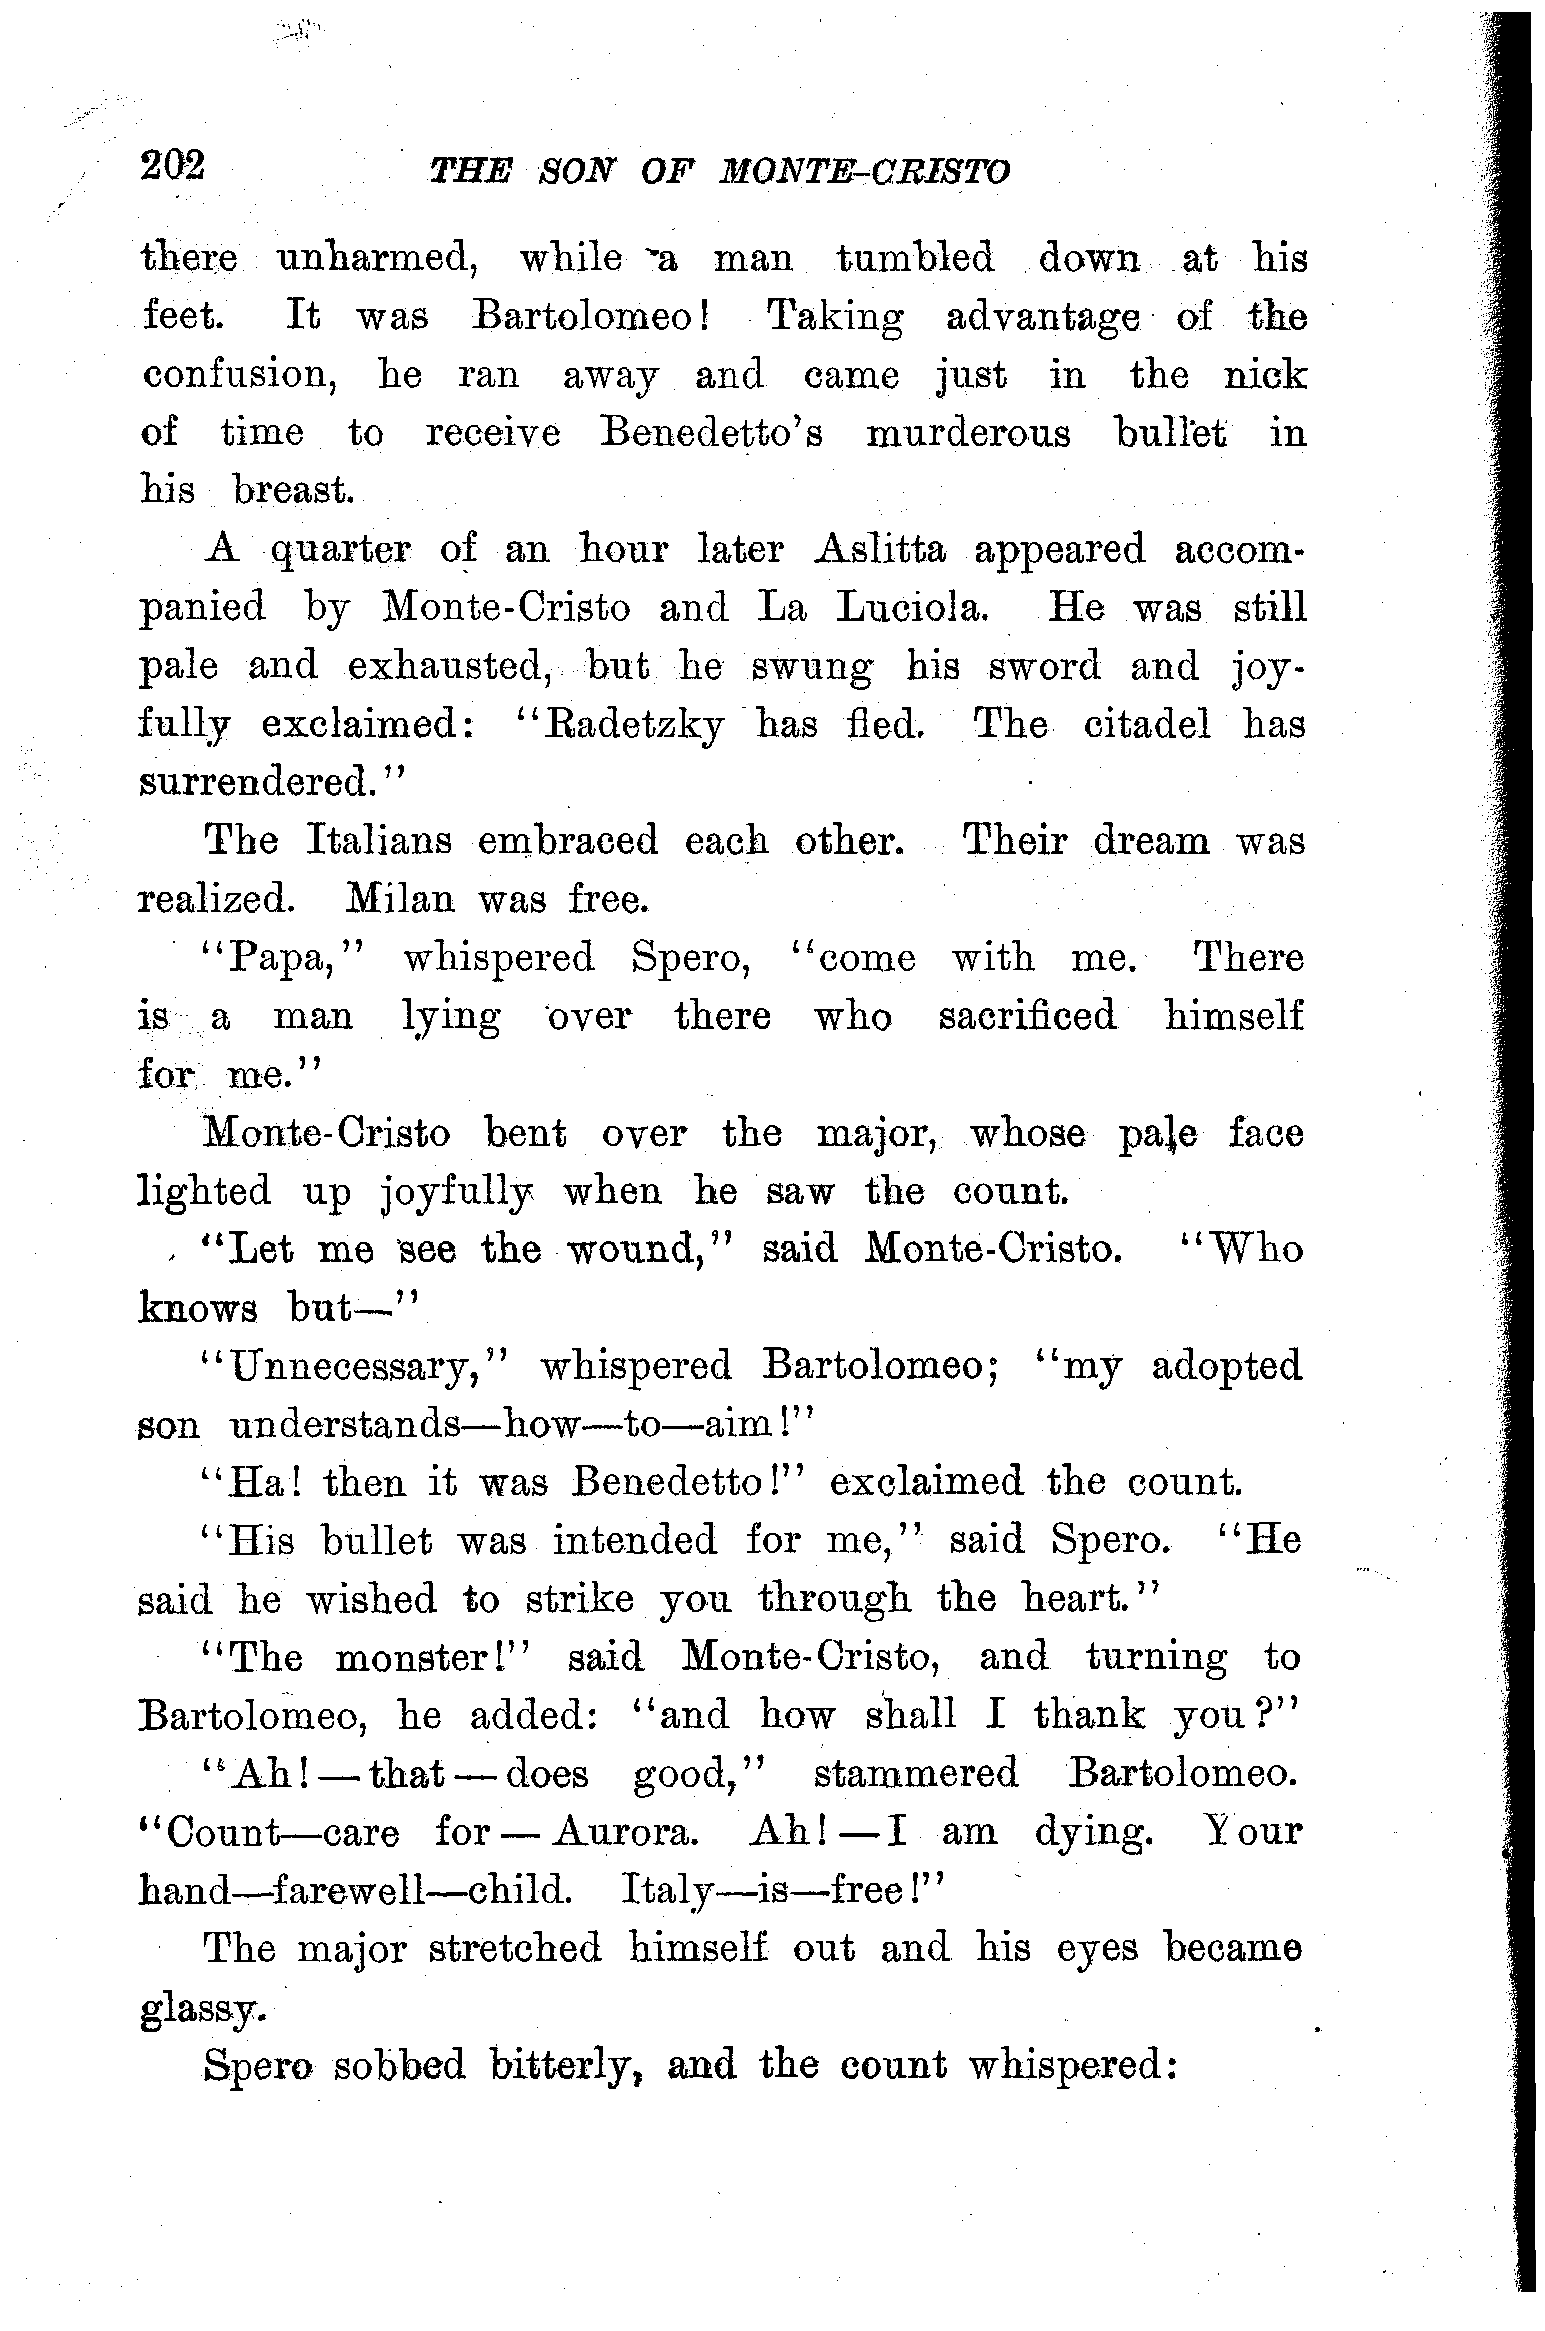 202 THE SON OF MONTE-CRISTO
there unharmed, while a man tumbled down at his
feet. It was Bartolomeo! Taking advantage of the
confusion, he ran away and came just in the nick
of time to receive Benedetto's murderous bullet in
his breast.
A quarter of an hour later Aslitta appeared accom-
panied by Monte-Cristo and La Luciola. He was still
pale and exhausted, but he swung his sword and joy-
fully exclaimed: "Radetzky has fled. The citadel has
surrendered."
The Italians embraced each other. Their dream was
realized. Milan was free.
"Papa," whispered Spero, "come with me. There
is a man lying over there who sacrificed himself
for me."
Monte-Cristo bent over the major, whose pale face
lighted up joyfully when he saw the count.
"Let me see the wound," said Monte-Cristo. "Who
knows but—"
"Unnecessary," whispered Bartolomeo; "my adopted
son understands—how—to—aim!"
"Ha! then it was Benedetto!" exclaimed the count.
"His bullet was intended for me," said Spero. "He
said he wished to strike you through the heart."
"The monster!" said Monte-Cristo, and turning to
Bartolomeo, he added: "and how shall I thank you?"
"Ah!—that—does good," stammered Bartolomeo.
"Count—care for—Aurora. Ah!—I am dying. Your
hand—farewell—child. Italy—is—free!"
The major stretched himself out and his eyes became
glassy.
Spero sobbed bitterly, and the count whispered: